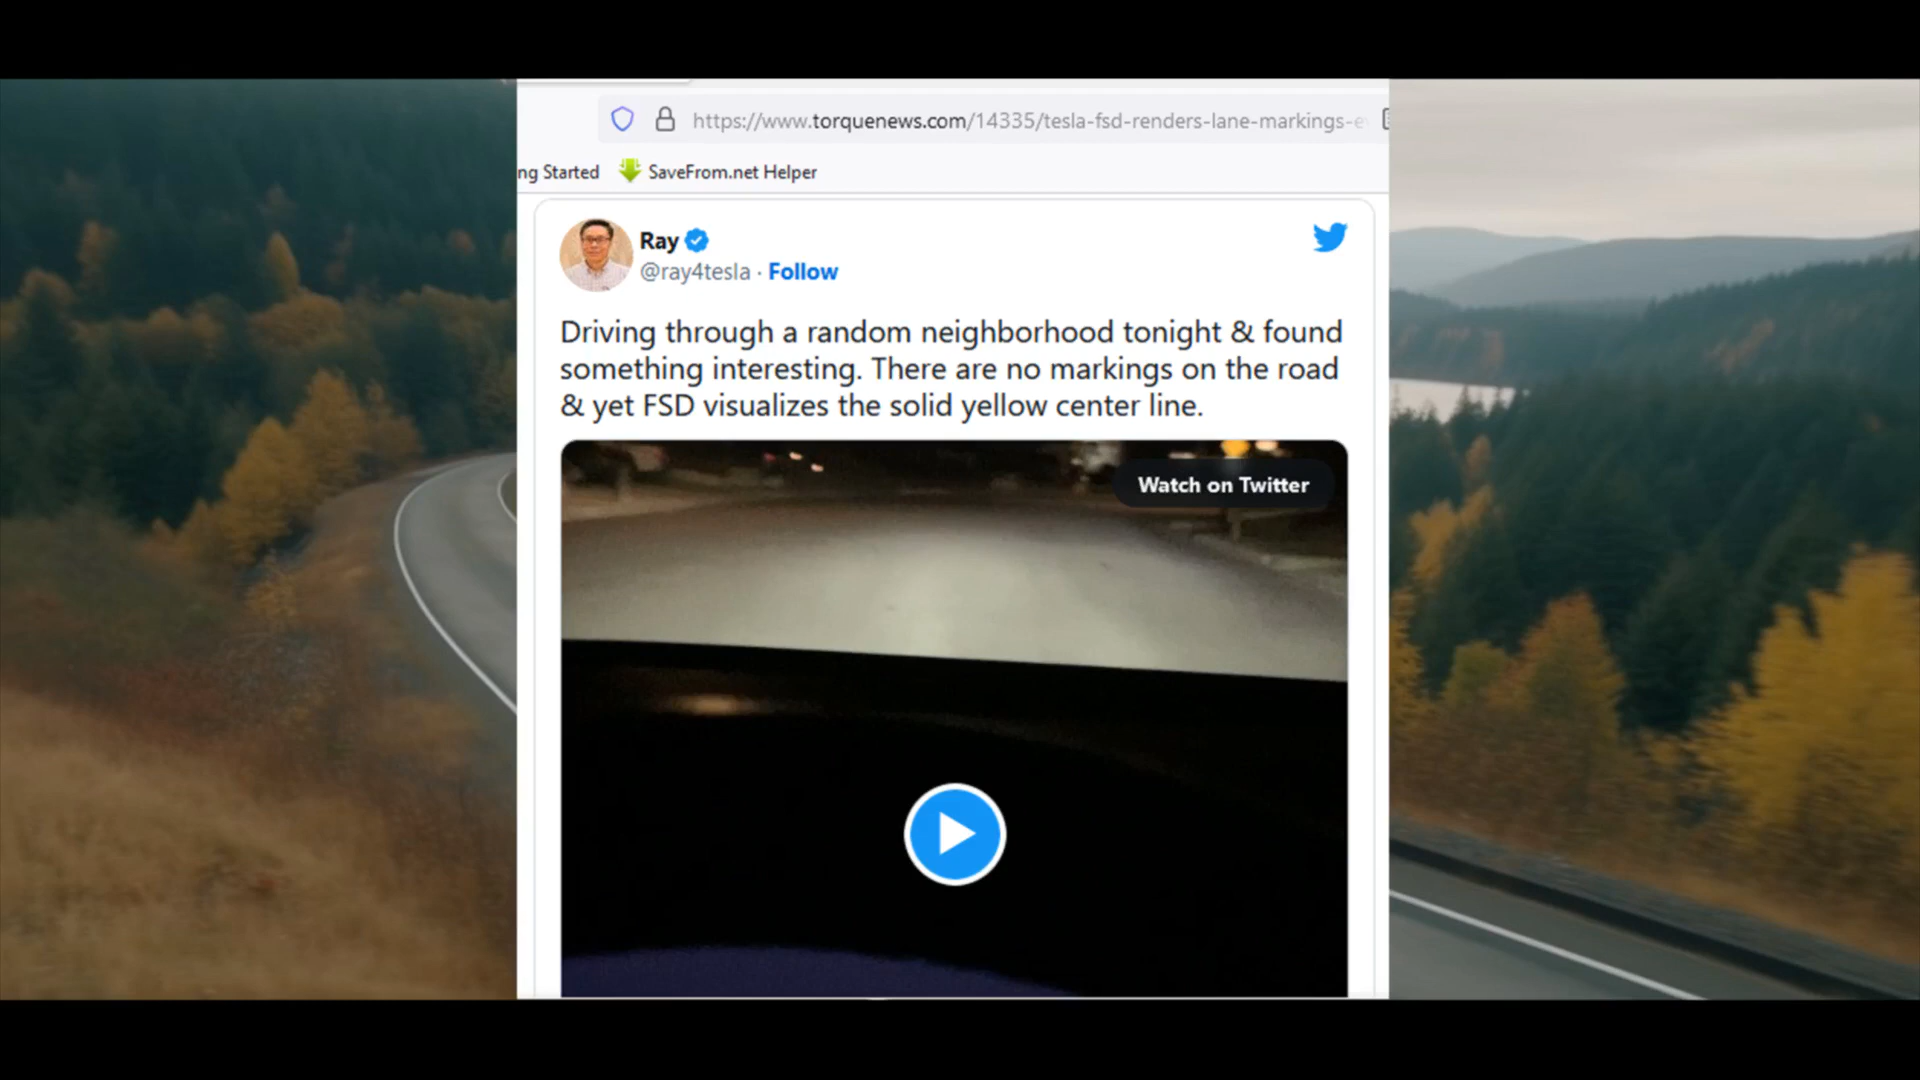 https://www.torquenews.com/14335/tesla-fsd-renders-lane-markings-e
ng Started
SaveFrom.net Helper
Ray
@ray4tesla · Follow
Driving through a random neighborhood tonight & found
something interesting. There are no markings on the road
& yet FSD visualizes the solid yellow center line.
Watch on Twitter